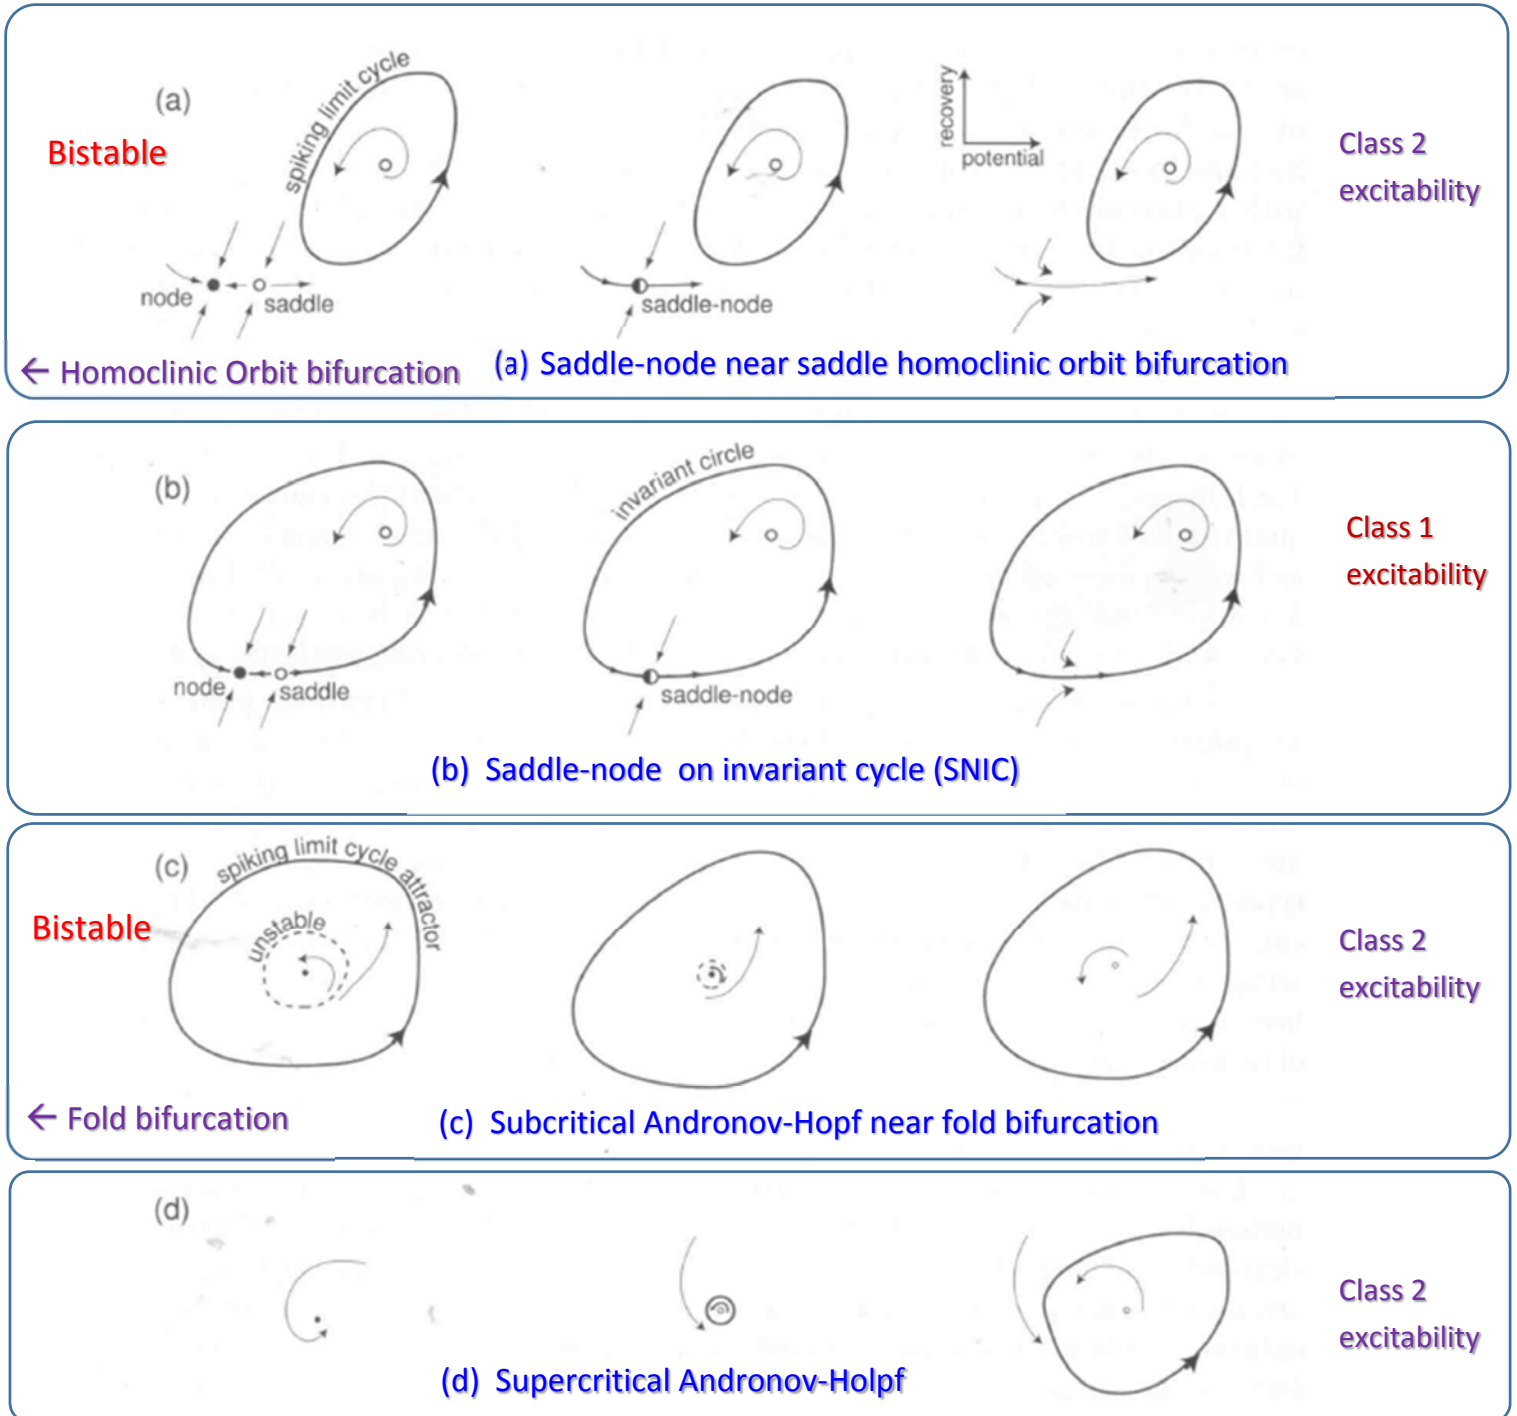 (a)
spiking limit cycle
Bistable
node
saddle
saddle-node
recovery
potential
Class 2
excitability
← Homoclinic Orbit bifurcation
(a) Saddle-node near saddle homoclinic orbit bifurcation
(b)
invariant circle
node
saddle
saddle-node
Class 1
excitability
(b) Saddle-node on invariant cycle (SNIC)
(c)
spiking limit cycle attractor
unstable
Bistable
Class 2
excitability
← Fold bifurcation
(c) Subcritical Andronov-Hopf near fold bifurcation
(d)
Class 2
excitability
(d) Supercritical Andronov-Holpf